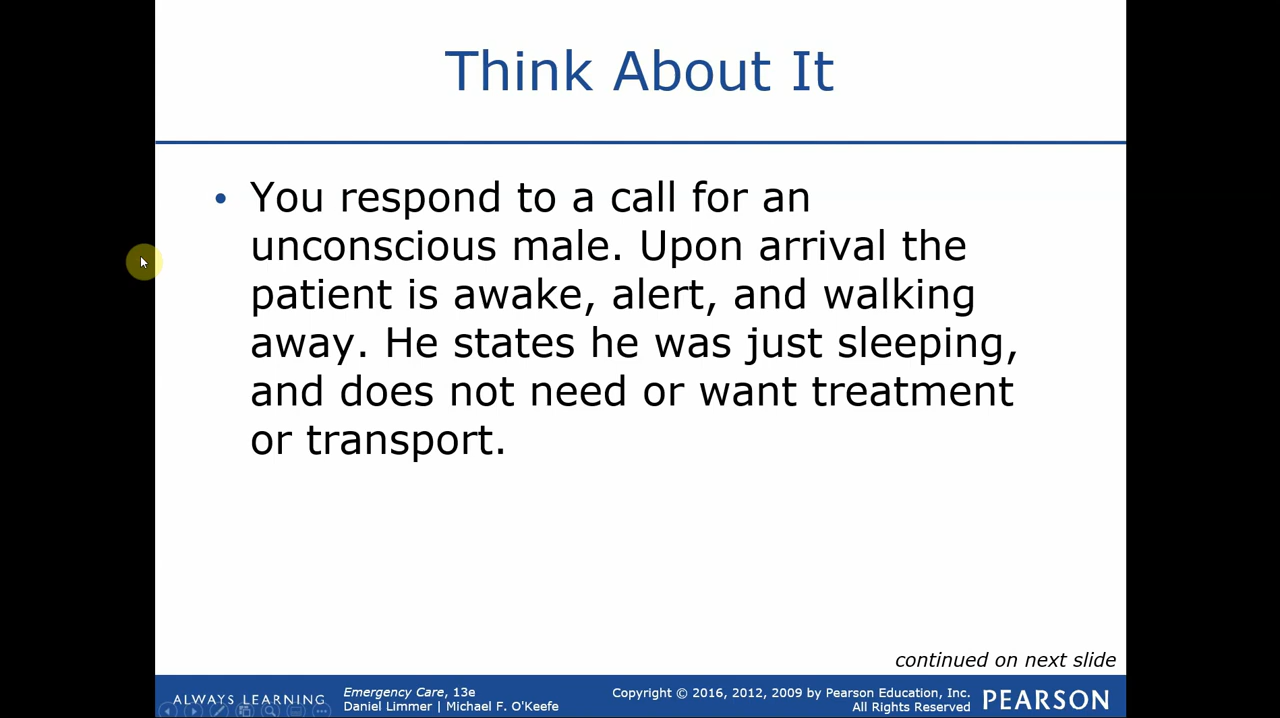 Think About It
• You respond to a call for an
unconscious male. Upon arrival the
patient is awake, alert, and walking
away. He states he was just sleeping,
and does not need or want treatment
or transport.
continued on next slide
ALWAYS LEARNING
Emergency Care, 13e
Daniel Limmer | Michael F. O'Keefe
Copyright © 2016, 2012, 2009 by Pearson Education, Inc.
All Rights Reserved
PEARSON